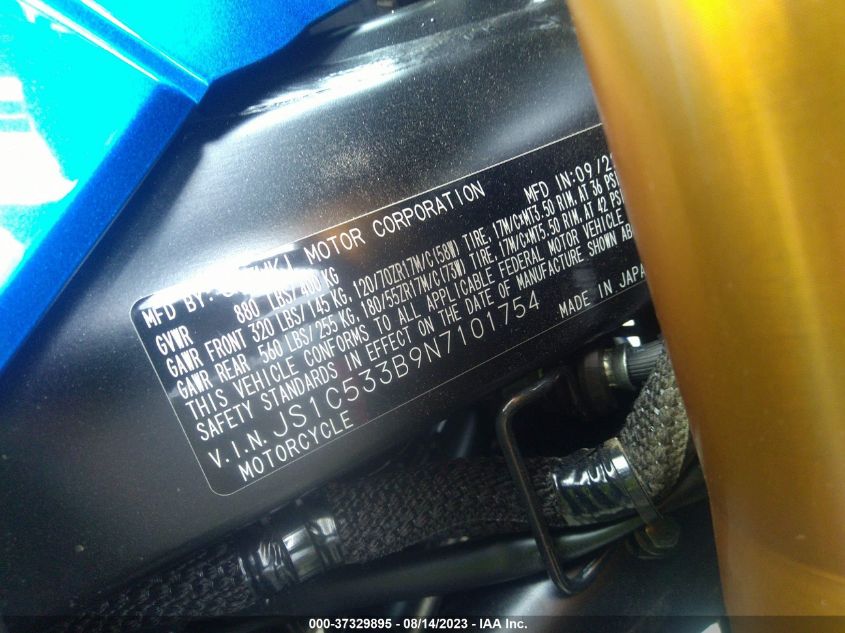 MFD BY: SUZUKI MOTOR CORPORATION MFD IN:09/2
GVWR 880 LBS/ 400 KG
GAWR FRONT 320 LBS/ 145 KG, 120/70ZR17M/C(58W) TIRE, 17M/CxMT3.50 RIM, AT 36 PSI
GAWR REAR 560 LBS/ 255 KG, 180/55ZR17M/C(73W) TIRE, 17M/CxMT5.50 RIM, AT 42 PSI
THIS VEHICLE CONFORMS TO ALL APPLICABLE FEDERAL MOTOR VEHICLE
SAFETY STANDARDS IN EFFECT ON THE DATE OF MANUFACTURE SHOWN AB
V.I.N. JS1C533B9N7101754 MADE IN JAPA
MOTORCYCLE
000-37329895 - 08/14/2023 - IAA Inc.